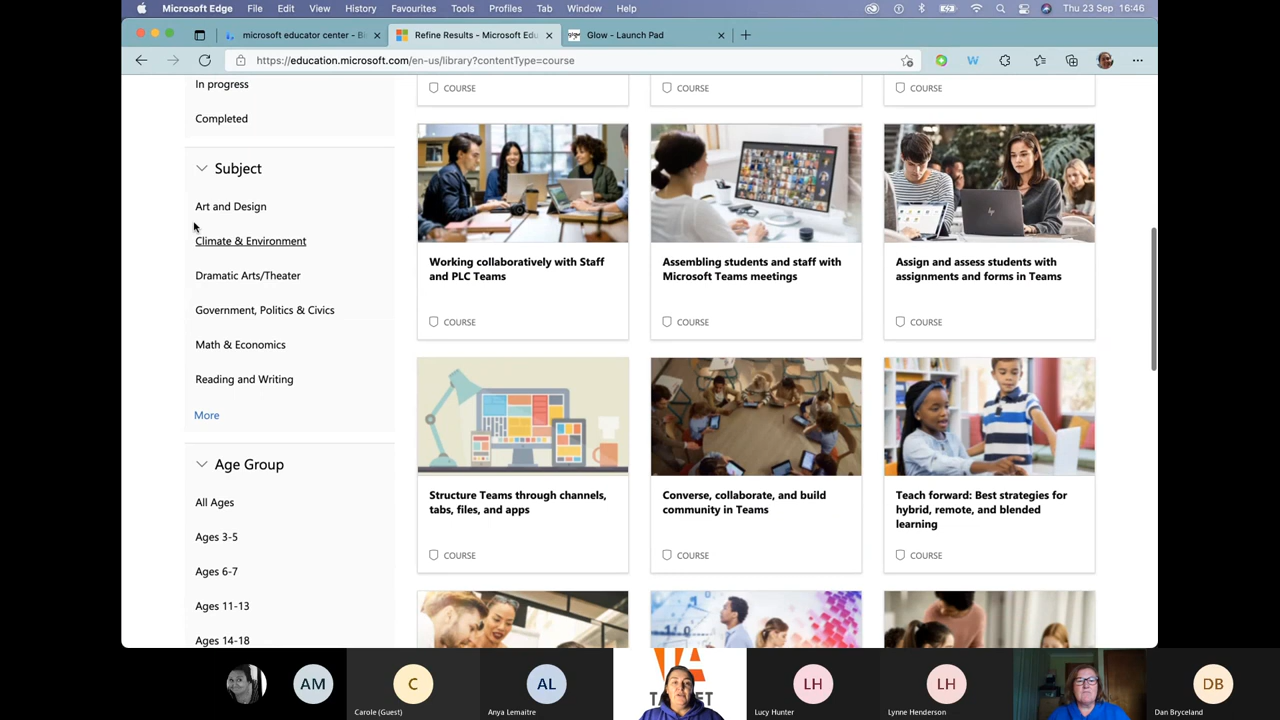 Microsoft Edge File Edit View History Favourites Tools Profiles Tab Window Help Thu 23 Sep 16:46
microsoft educator center - Bi Refine Results - Microsoft Edu Glow - Launch Pad
https://education.microsoft.com/en-us/library?contentType=course
In progress
Completed
Subject
Art and Design
Climate & Environment
Dramatic Arts/Theater
Government, Politics & Civics
Math & Economics
Reading and Writing
More
Age Group
All Ages
Ages 3-5
Ages 6-7
Ages 11-13
Ages 14-18
COURSE
COURSE
COURSE
Working collaboratively with Staff
and PLC Teams
COURSE
Assembling students and staff with
Microsoft Teams meetings
COURSE
Assign and assess students with
assignments and forms in Teams
COURSE
Structure Teams through channels,
tabs, files, and apps
COURSE
Converse, collaborate, and build
community in Teams
COURSE
Teach forward: Best strategies for
hybrid, remote, and blended
learning
COURSE
AM
C
Carole (Guest)
AL
Anya Lemaitre
LH
Lucy Hunter
LH
Lynne Henderson
DB
Dan Bryceland